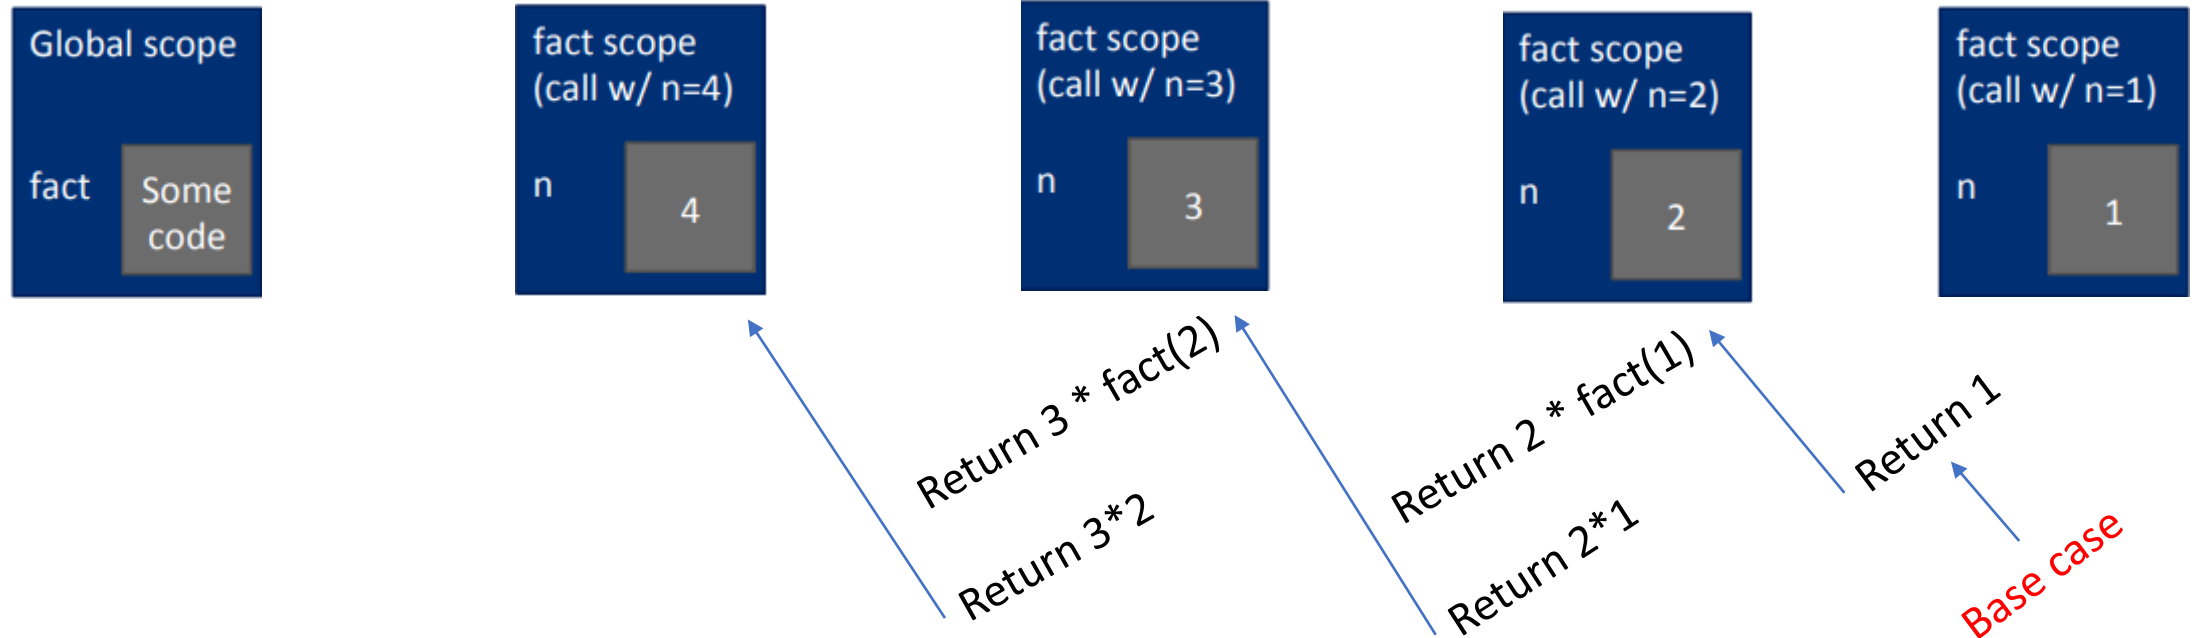 Global scope
fact
Some
code
fact scope
(call w/ n=4)
n
4
fact scope
(call w/ n=3)
n
3
fact scope
(call w/ n=2)
n
2
fact scope
(call w/ n=1)
n
1
Return 3 * fact(2)
Return 3*2
Return 2 * fact(1)
Return 2*1
Return 1
Base case